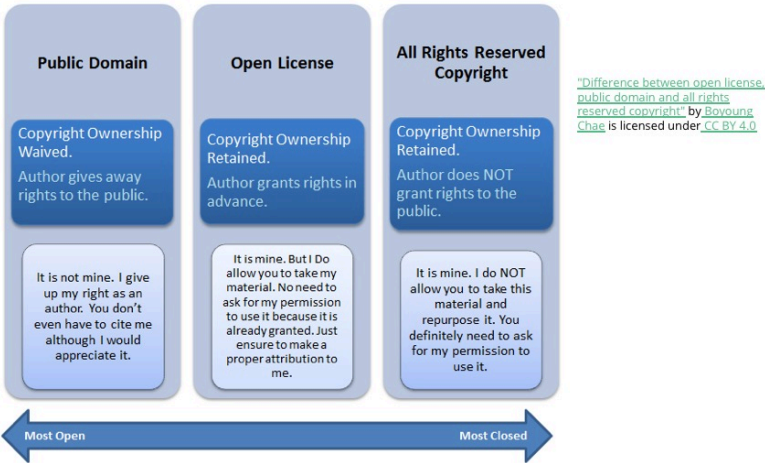 Public Domain
Copyright Ownership
Waived.
Author gives away
rights to the public.
It is not mine. I give
up my right as an
author. You don't
even have to cite me
although I would
appreciate it.
Open License
Copyright Ownership
Retained.
Author grants rights in
advance.
It is mine. But I Do
allow you to take my
material. No need to
ask for my permission
to use it because it is
already granted. Just
ensure to make a
proper attribution to
me.
All Rights Reserved
Copyright
Copyright Ownership
Retained.
Author does NOT
grant rights to the
public.
It is mine. I do NOT
allow you to take this
material and
repurpose it. You
definitely need to ask
for my permission to
use it.
Most Open
Most Closed
"Difference between open license,
public domain and all rights
reserved copyright" by Boyoung
Chae is licensed under CC BY 4.0